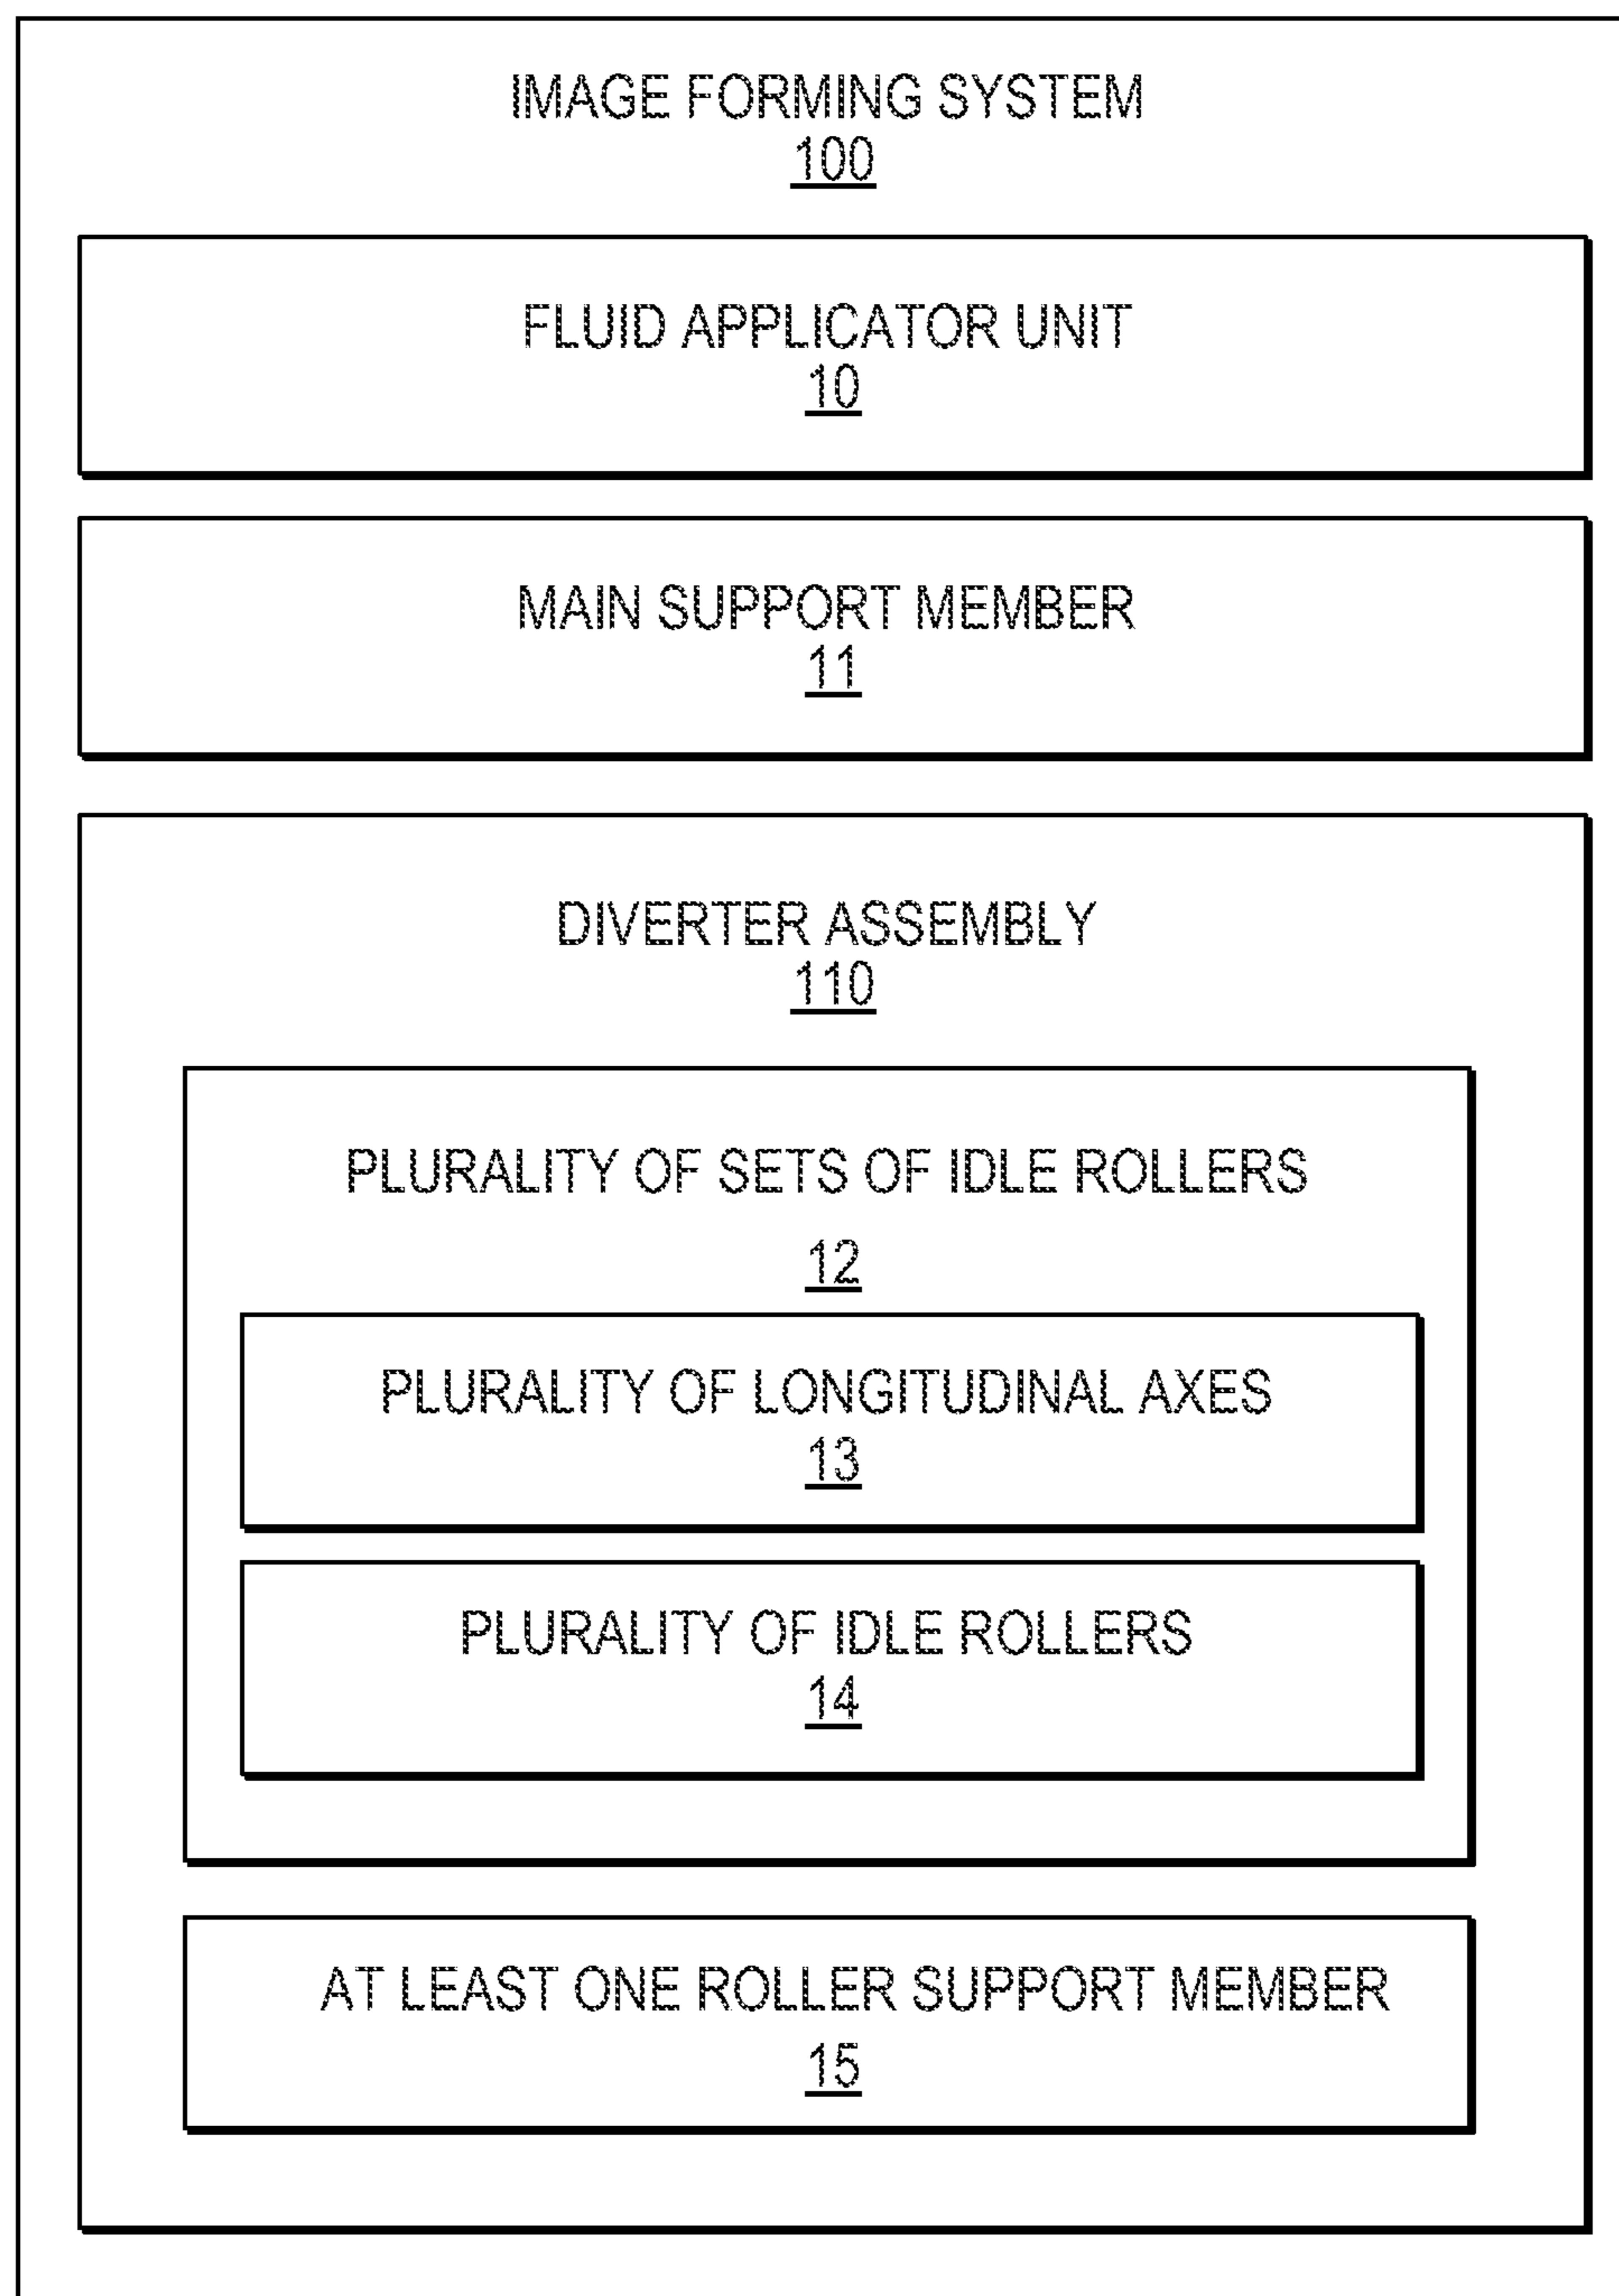 IMAGE FORMING SYSTEM
100
FLUID APPLICATOR UNIT
10
MAIN SUPPORT MEMBER
11
DIVERTER ASSEMBLY
110
PLURALITY OF SETS OF IDLE ROLLERS
12
PLURALITY OF LONGITUDINAL AXES
13
PLURALITY OF IDLE ROLLERS
14
AT LEAST ONE ROLLER SUPPORT MEMBER
15